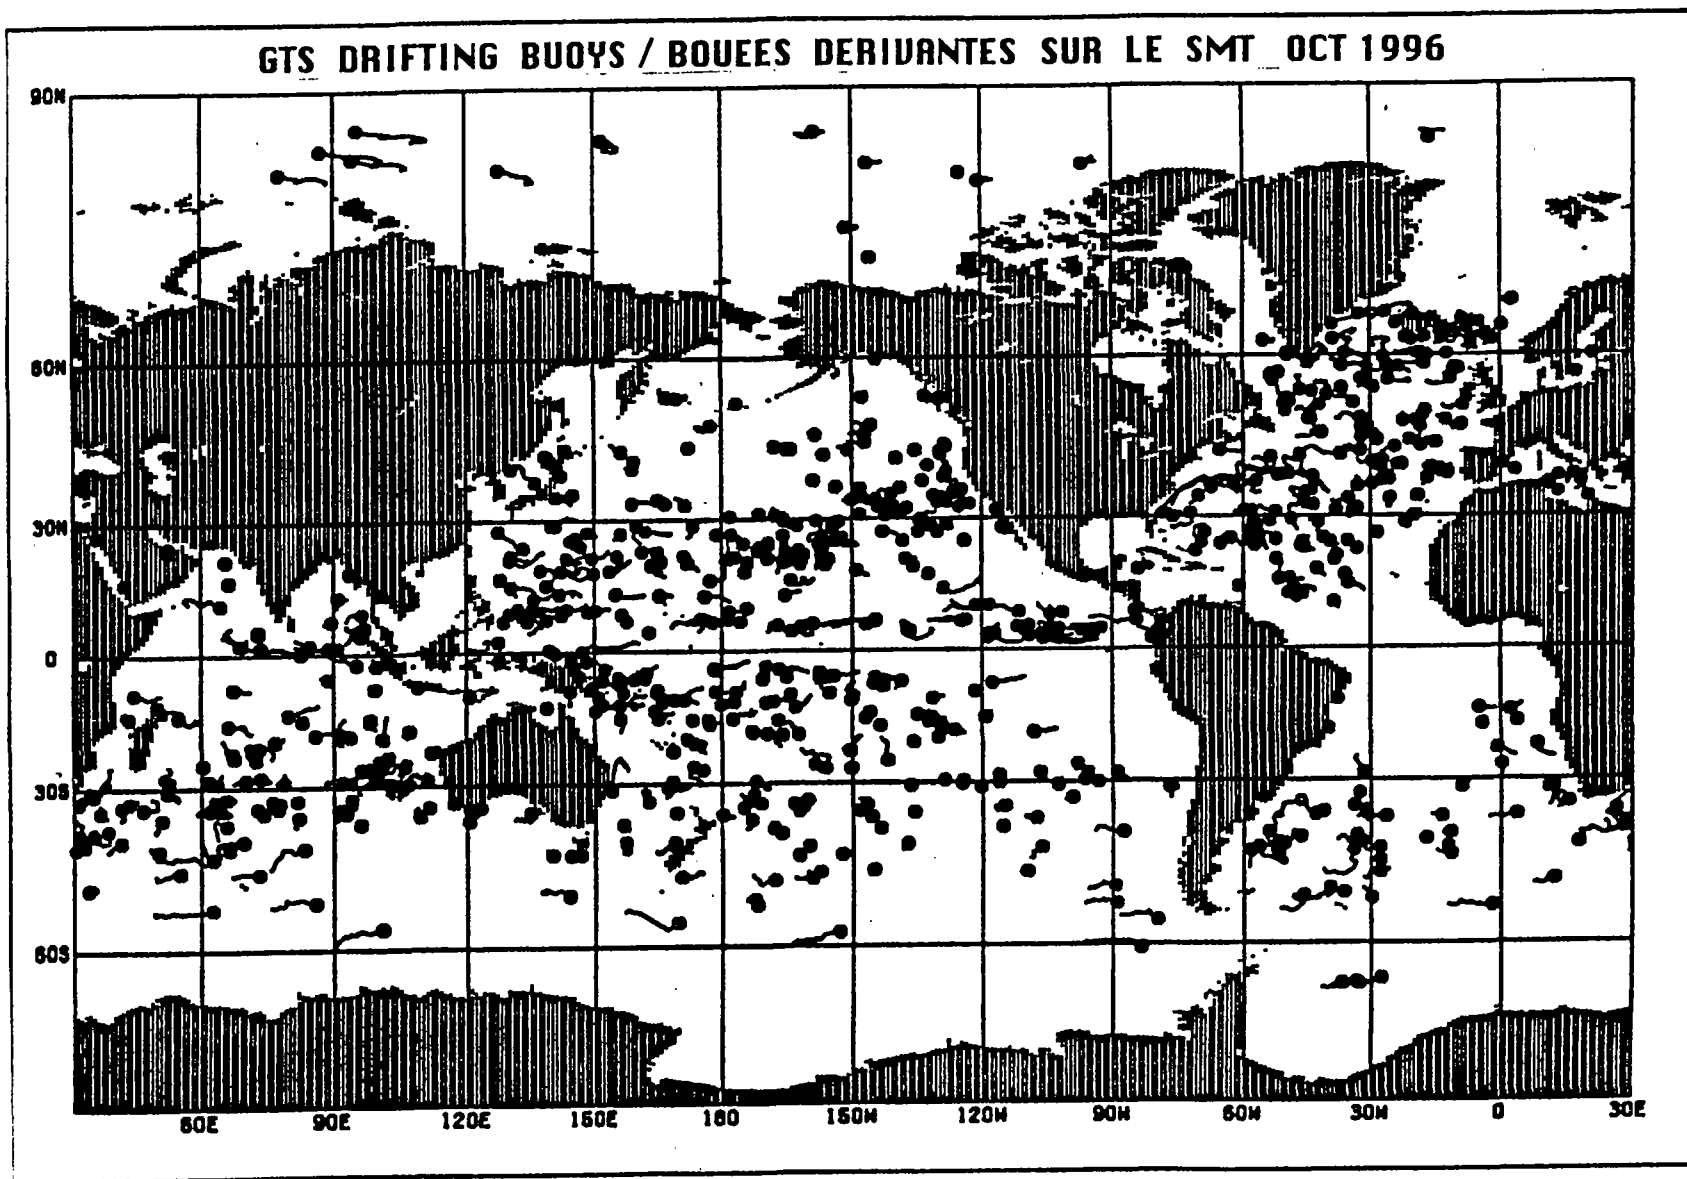 GTS DRIFTING BUOYS / BOUEES DERIVANTES SUR LE SMT OCT 1996
90N
60N
30N
0
30S
60S
60E 90E 120E 150E 180 150W 120W 90W 60W 30W 0 30E